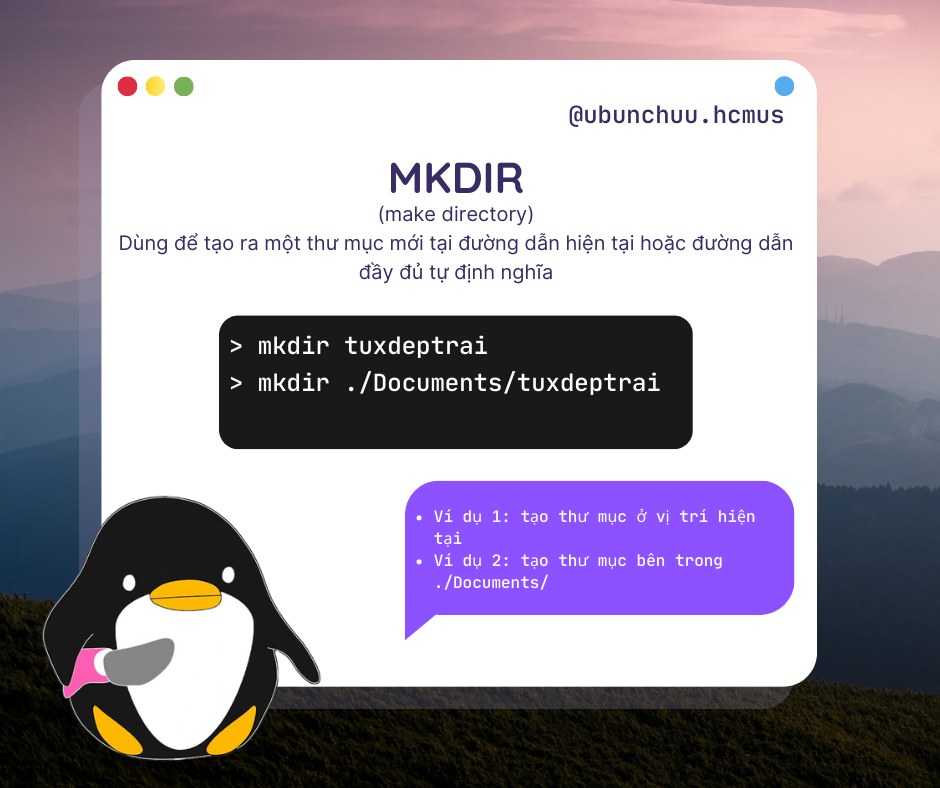 @ubunchuu.hcmus
MKDIR
(make directory)
Dùng để tạo ra một thư mục mới tại đường dẫn hiện tại hoặc đường dẫn
đầy đủ tự định nghĩa
> mkdir tuxdeptrai
> mkdir ./Documents/tuxdeptrai
• Ví dụ 1: tạo thư mục ở vị trí hiện
tại
• Ví dụ 2: tạo thư mục bên trong
./Documents/